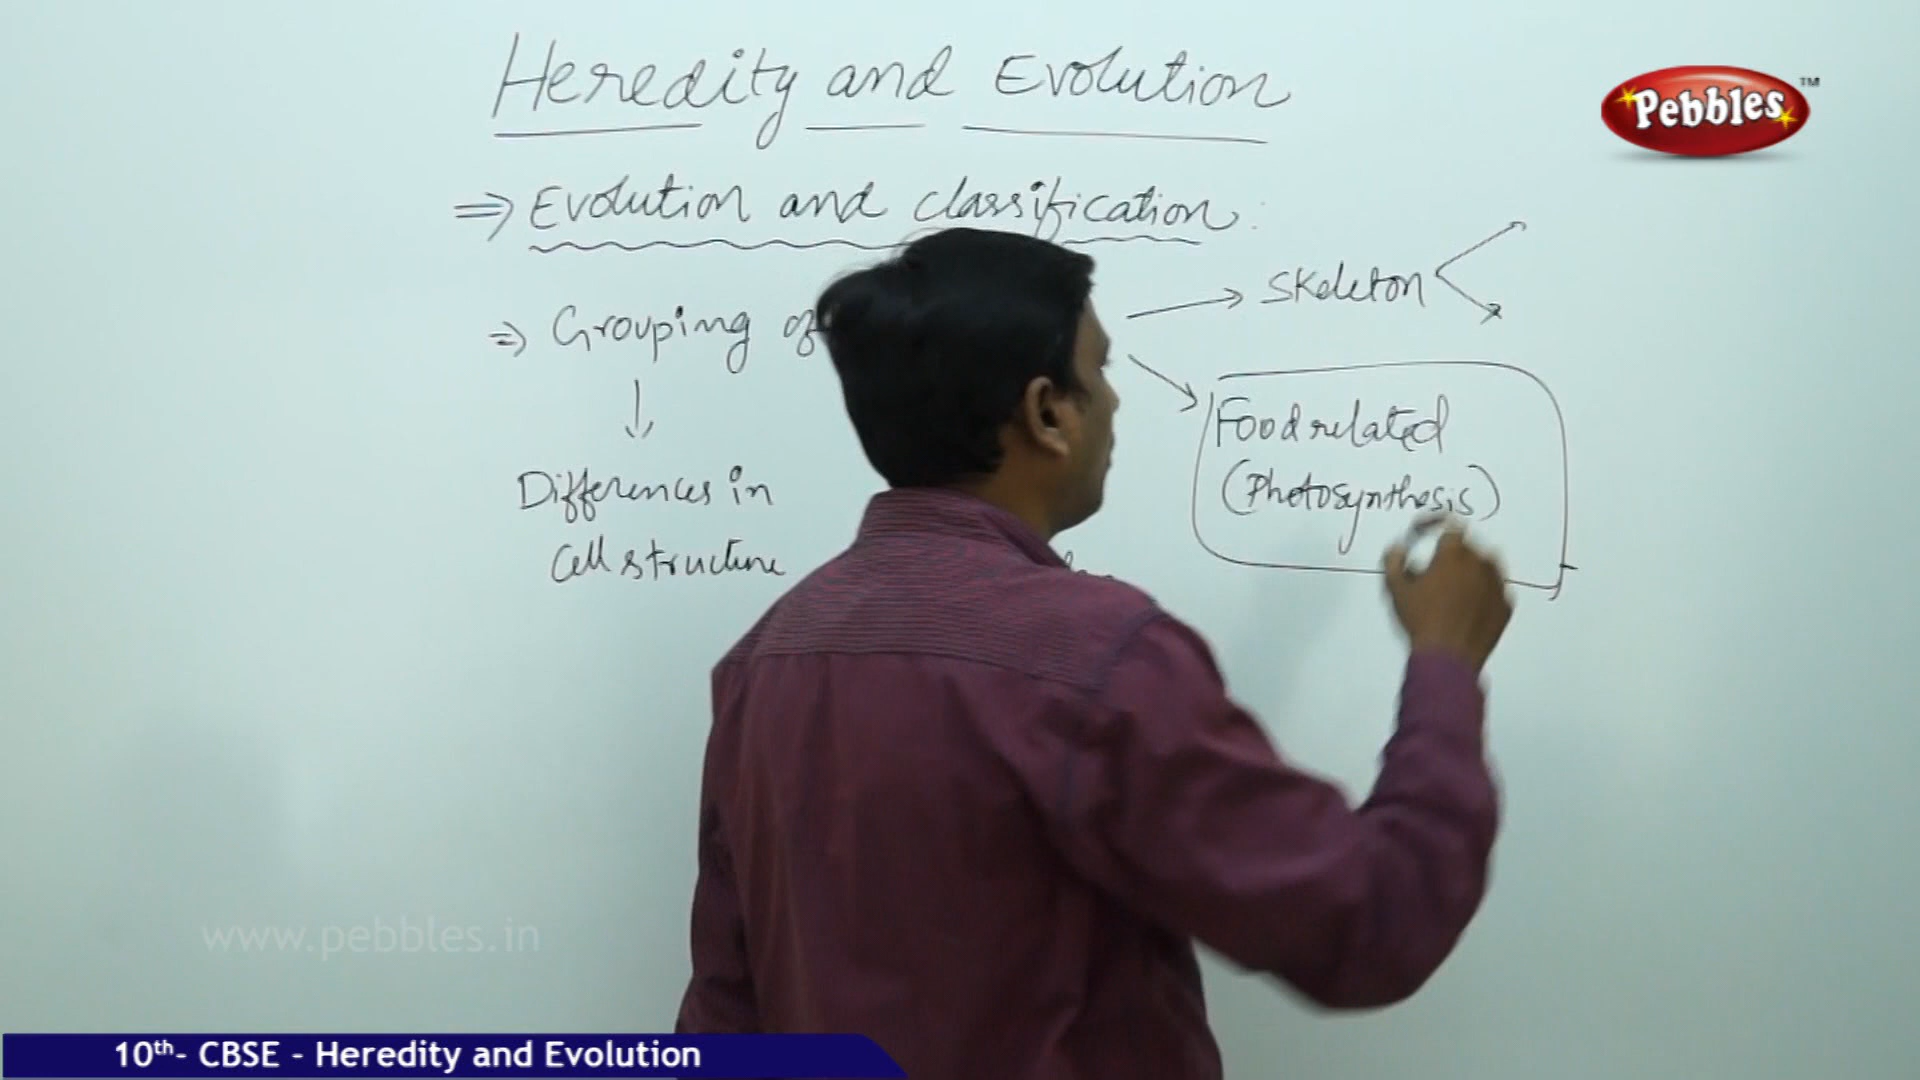 Heredity and Evolution
Pebbles™
⇒ Evolution and classification:
⇒ Grouping of
Skeleton
Differences in
Cell structure
Food related
(Photosynthesis)
www.pebbles.in
10th- CBSE - Heredity and Evolution